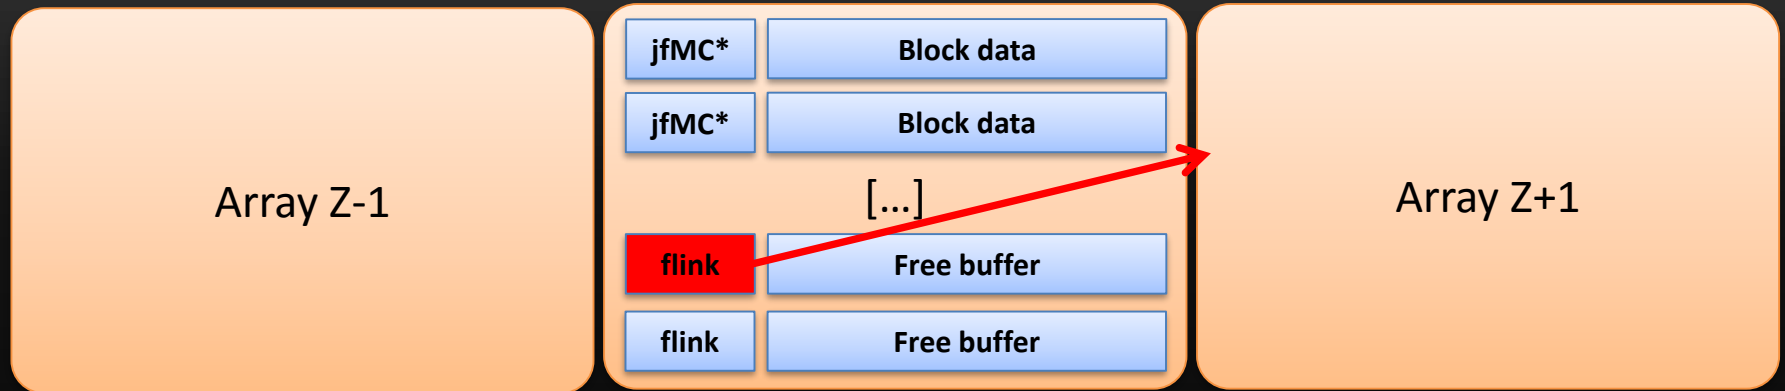 Array Z-1
jfMC* Block data
jfMC* Block data
[...]
flink Free buffer
flink Free buffer
Array Z+1